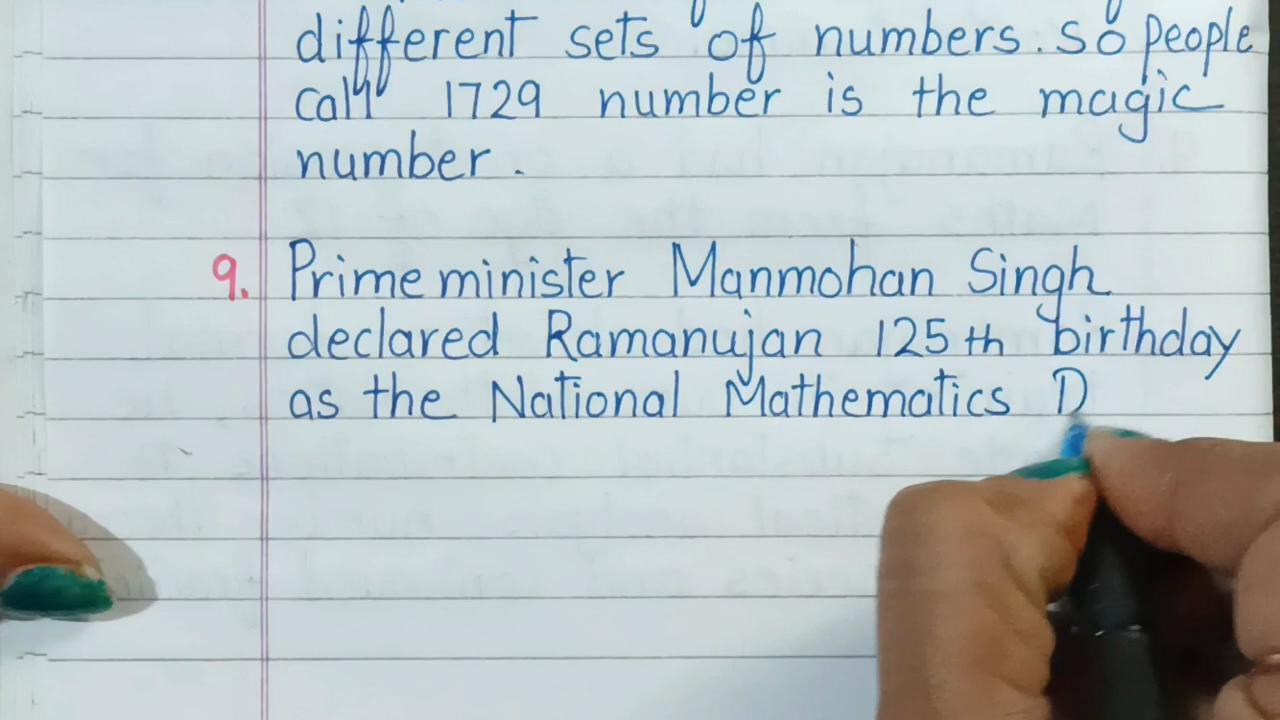 different sets of numbers. so people
call 1729 number is the magic
number.
9. Prime minister Manmohan Singh
declared Ramanujan 125th birthday
as the National Mathematics D